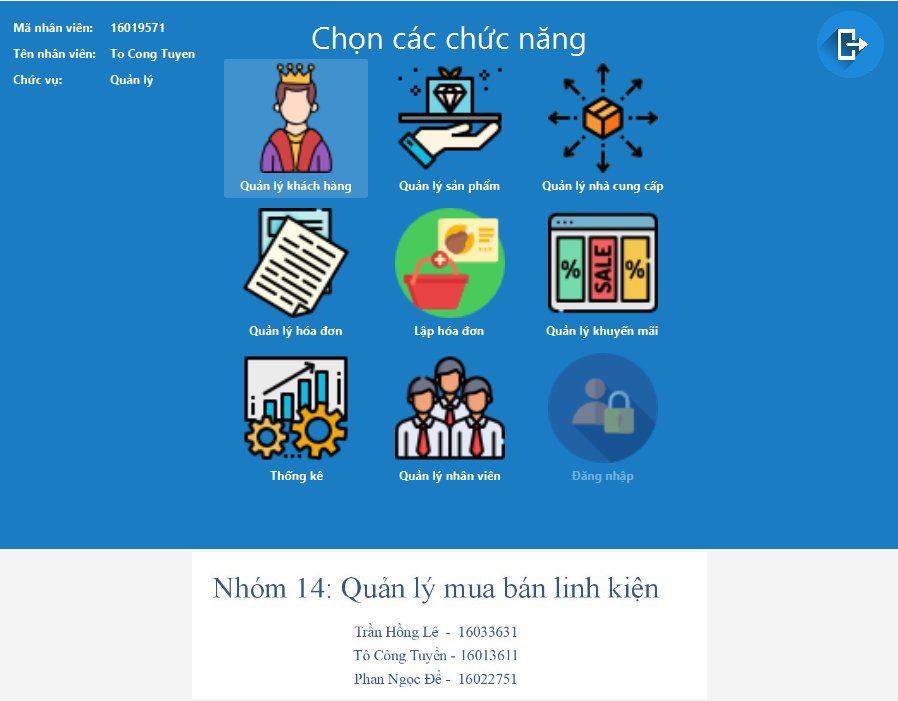 Mã nhân viên: 16019571
Tên nhân viên: To Cong Tuyen
Chức vụ: Quản lý
Chọn các chức năng
Quản lý khách hàng
Quản lý sản phẩm
Quản lý nhà cung cấp
Quản lý hóa đơn
Lập hóa đơn
% SALE %
Quản lý khuyến mãi
Thống kê
Quản lý nhân viên
Đăng nhập
Nhóm 14: Quản lý mua bán linh kiện
Trần Hồng Lê - 16033631
Tô Công Tuyển - 16013611
Phan Ngọc Để - 16022751